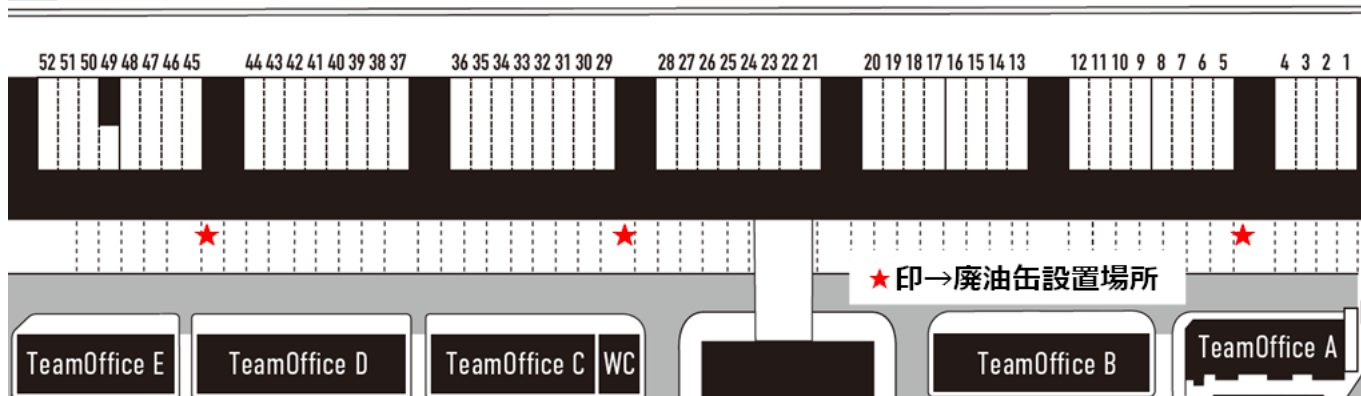 52 51 50 49 48 47 46 45 44 43 42 41 40 39 38 37 36 35 34 33 32 31 30 29 28 27 26 25 24 23 22 21 20 19 18 17 16 15 14 13 12 11 10 9 8 7 6 5 4 3 2 1
★印→廃油缶設置場所
TeamOffice E TeamOffice D TeamOffice C WC TeamOffice B TeamOffice A